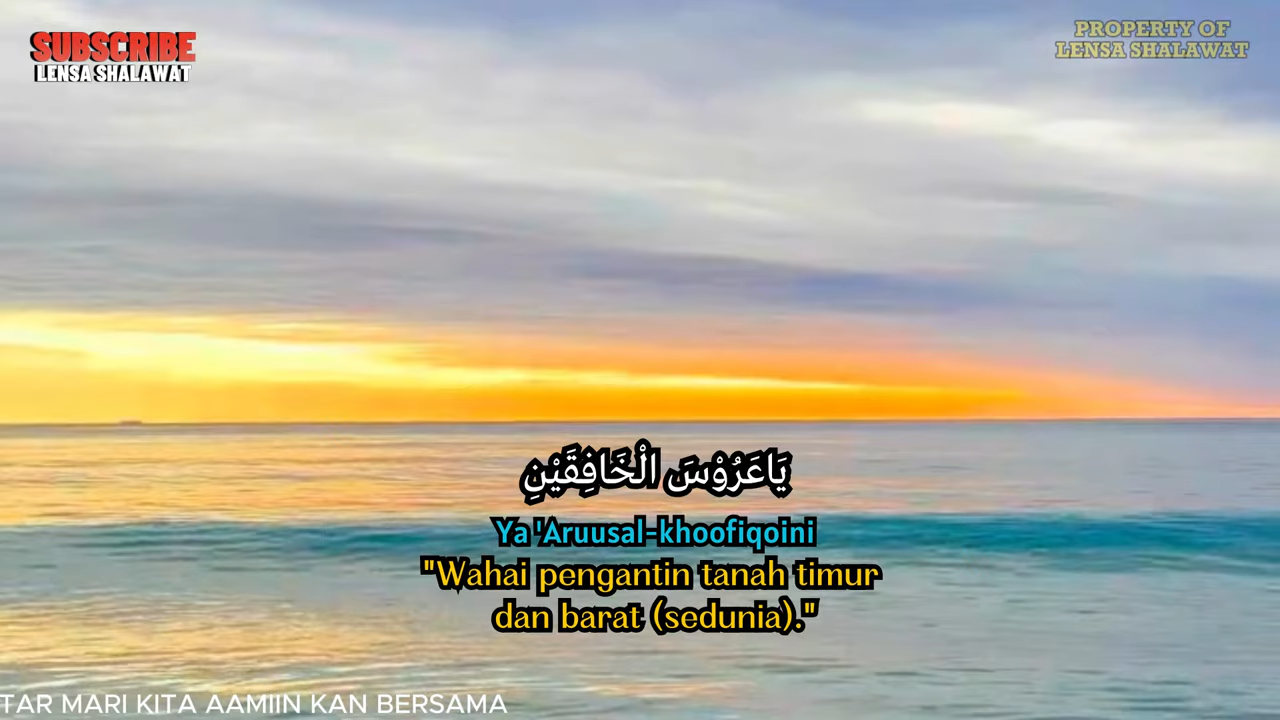 SUBSCRIBE
LENSA SHALAWAT
PROPERTY OF
LENSA SHALAWAT
يَاعَرُوْسَ الْخَافِقَيْنِ
Ya 'Aruusal-khoofiqoini
"Wahai pengantin tanah timur
dan barat (sedunia)."
TAR MARI KITA AAMIIN KAN BERSAMA